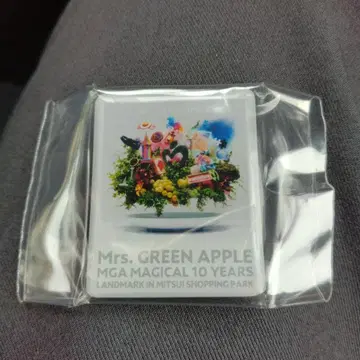 Mrs. GREEN APPLE
MGA MAGICAL 10 YEARS
LANDMARK IN MITSUI SHOPPING PARK